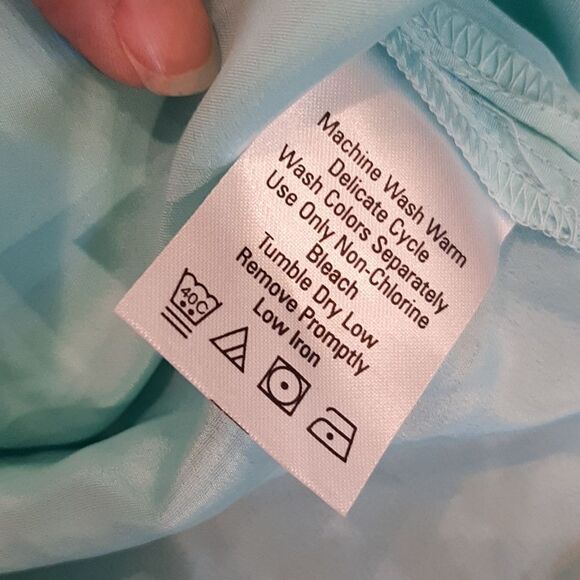 Machine Wash Warm
Delicate Cycle
Wash Colors Separately
Use Only Non-Chlorine
Bleach
Tumble Dry Low
Remove Promptly
Low Iron
40C